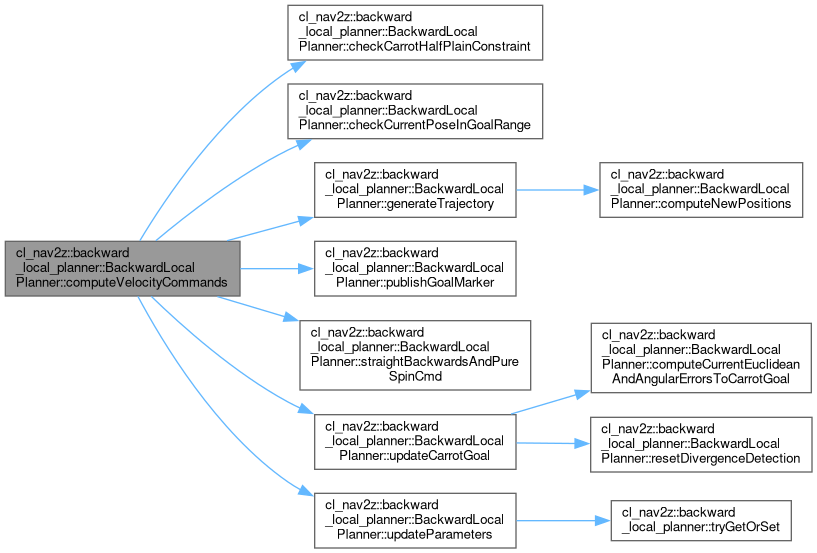 cl_nav2z::backward
_local_planner::BackwardLocal
Planner::computeVelocityCommands
cl_nav2z::backward
_local_planner::BackwardLocal
Planner::checkCarrotHalfPlainConstraint
cl_nav2z::backward
_local_planner::BackwardLocal
Planner::checkCurrentPoseInGoalRange
cl_nav2z::backward
_local_planner::BackwardLocal
Planner::generateTrajectory
cl_nav2z::backward
_local_planner::BackwardLocal
Planner::computeNewPositions
cl_nav2z::backward
_local_planner::BackwardLocal
Planner::publishGoalMarker
cl_nav2z::backward
_local_planner::BackwardLocal
Planner::straightBackwardsAndPure
SpinCmd
cl_nav2z::backward
_local_planner::BackwardLocal
Planner::updateCarrotGoal
cl_nav2z::backward
_local_planner::BackwardLocal
Planner::computeCurrentEuclidean
AndAngularErrorsToCarrotGoal
cl_nav2z::backward
_local_planner::BackwardLocal
Planner::resetDivergenceDetection
cl_nav2z::backward
_local_planner::BackwardLocal
Planner::updateParameters
cl_nav2z::backward
_local_planner::tryGetOrSet